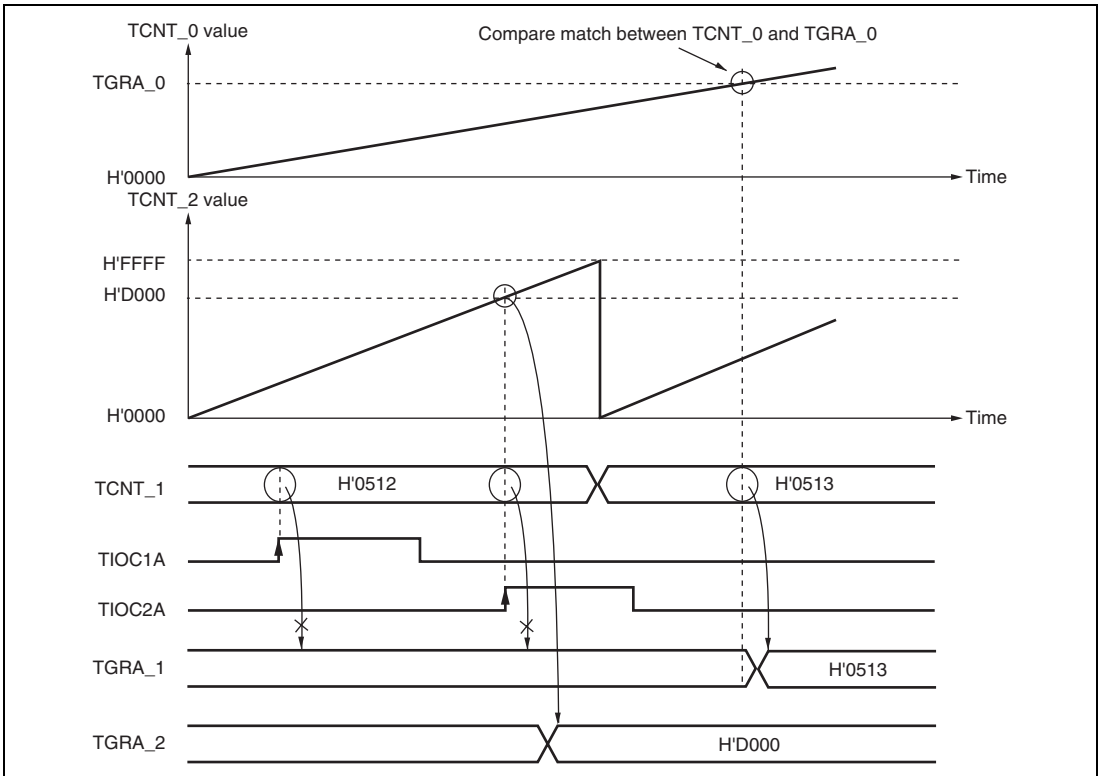 TCNT_0 value
Compare match between TCNT_0 and TGRA_0
TGRA_0
H'0000
Time
TCNT_2 value
H'FFFF
H'D000
H'0000
Time
TCNT_1
H'0512
H'0513
TIOC1A
TIOC2A
TGRA_1
H'0513
TGRA_2
H'D000